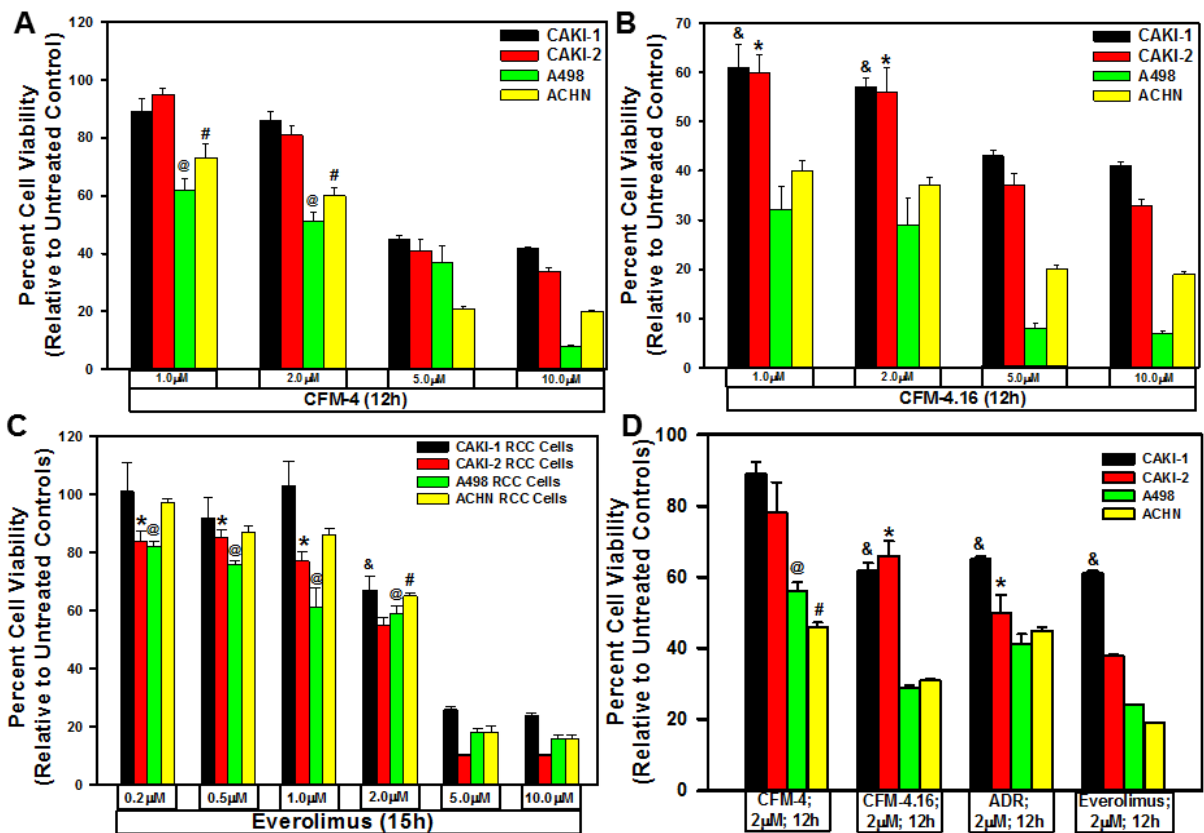 A
Percent Cell Viability
(Relative to Untreated Control)
120
100
80
60
40
20
0
CAKI-1
CAKI-2
A498
ACHN
@
#
@
#
1.0µM
2.0µM
5.0µM
10.0µM
CFM-4 (12h)
B
Percent Cell Viability
(Relative to Untreated Control)
70
60
50
40
30
20
10
0
CAKI-1
CAKI-2
A498
ACHN
& *
& *
1.0µM
2.0µM
5.0µM
10.0µM
CFM-4.16 (12h)
C
Percent Cell Viability
(Relative to Untreated Controls)
120
100
80
60
40
20
0
CAKI-1 RCC Cells
CAKI-2 RCC Cells
A498 RCC Cells
ACHN RCC Cells
* @
* @
* @
& @ #
0.2µM
0.5µM
1.0µM
2.0µM
5.0µM
10.0µM
Everolimus (15h)
D
Percent Cell Viability
(Relative to Untreated Controls)
100
80
60
40
20
0
CAKI-1
CAKI-2
A498
ACHN
@ #
& *
& *
&
CFM-4;
2µM; 12h
CFM-4.16;
2µM; 12h
ADR;
2µM; 12h
Everolimus;
2µM; 12h